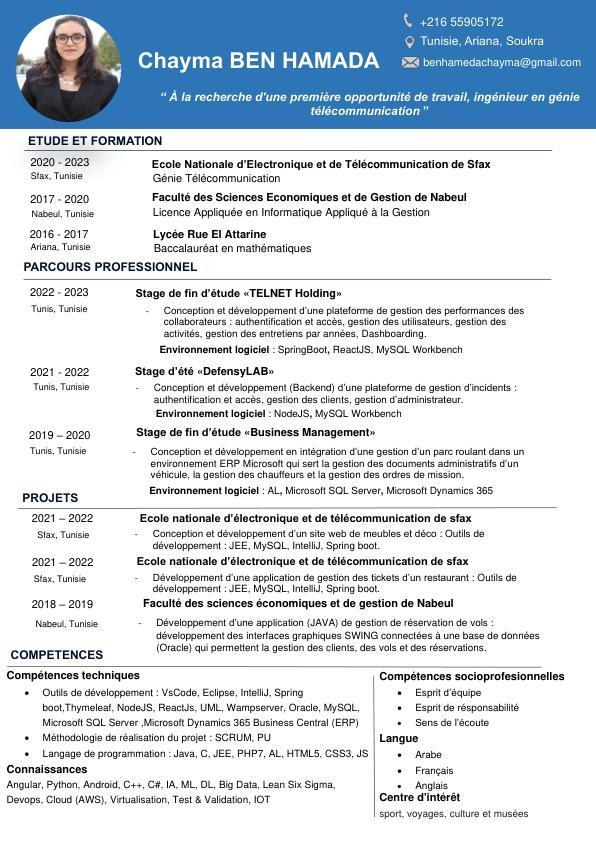 +216 55905172
Tunisie, Ariana, Soukra
Chayma BEN HAMADA
benhamedachayma@gmail.com
“ À la recherche d'une première opportunité de travail, ingénieur en génie
télécommunication ”
ETUDE ET FORMATION
2020 - 2023
Ecole Nationale d’Electronique et de Télécommunication de Sfax
Sfax, Tunisie
Génie Télécommunication
2017 - 2020
Faculté des Sciences Economiques et de Gestion de Nabeul
Nabeul, Tunisie
Licence Appliquée en Informatique Appliqué à la Gestion
2016 - 2017
Lycée Rue El Attarine
Ariana, Tunisie
Baccalauréat en mathématiques
PARCOURS PROFESSIONNEL
2022 - 2023
Stage de fin d’étude «TELNET Holding»
Tunis, Tunisie
- Conception et développement d’une plateforme de gestion des performances des
collaborateurs : authentification et accès, gestion des utilisateurs, gestion des
activités, gestion des entretiens par années, Dashboarding.
Environnement logiciel : SpringBoot, ReactJS, MySQL Workbench
2021 - 2022
Stage d’été «DefensyLAB»
Tunis, Tunisie
- Conception et développement (Backend) d’une plateforme de gestion d’incidents :
authentification et accès, gestion des clients, gestion d’administrateur.
Environnement logiciel : NodeJS, MySQL Workbench
2019 – 2020
Stage de fin d’étude «Business Management»
Tunis, Tunisie
- Conception et développement en intégration d’une gestion d’un parc roulant dans un
environnement ERP Microsoft qui sert la gestion des documents administratifs d’un
véhicule, la gestion des chauffeurs et la gestion des ordres de mission.
Environnement logiciel : AL, Microsoft SQL Server, Microsoft Dynamics 365
PROJETS
2021 – 2022
Ecole nationale d’électronique et de télécommunication de sfax
Sfax, Tunisie
- Conception et développement d’un site web de meubles et déco : Outils de
développement : JEE, MySQL, IntelliJ, Spring boot.
2021 – 2022
Ecole nationale d’électronique et de télécommunication de sfax
Sfax, Tunisie
- Développement d’une application de gestion des tickets d’un restaurant : Outils de
développement : JEE, MySQL, IntelliJ, Spring boot.
2018 – 2019
Faculté des sciences économiques et de gestion de Nabeul
Nabeul, Tunisie
- Développement d’une application (JAVA) de gestion de réservation de vols :
développement des interfaces graphiques SWING connectées à une base de données
(Oracle) qui permettent la gestion des clients, des vols et des réservations.
COMPETENCES
Compétences techniques
• Outils de développement : VsCode, Eclipse, IntelliJ, Spring
boot,Thymeleaf, NodeJS, ReactJs, UML, Wampserver, Oracle, MySQL,
Microsoft SQL Server ,Microsoft Dynamics 365 Business Central (ERP)
• Méthodologie de réalisation du projet : SCRUM, PU
• Langage de programmation : Java, C, JEE, PHP7, AL, HTML5, CSS3, JS
Connaissances
Angular, Python, Android, C++, C#, IA, ML, DL, Big Data, Lean Six Sigma,
Devops, Cloud (AWS), Virtualisation, Test & Validation, IOT
Compétences socioprofesionnelles
• Esprit d’équipe
• Esprit de résponsabilité
• Sens de l’écoute
Langue
• Arabe
• Français
• Anglais
Centre d'intérêt
sport, voyages, culture et musées